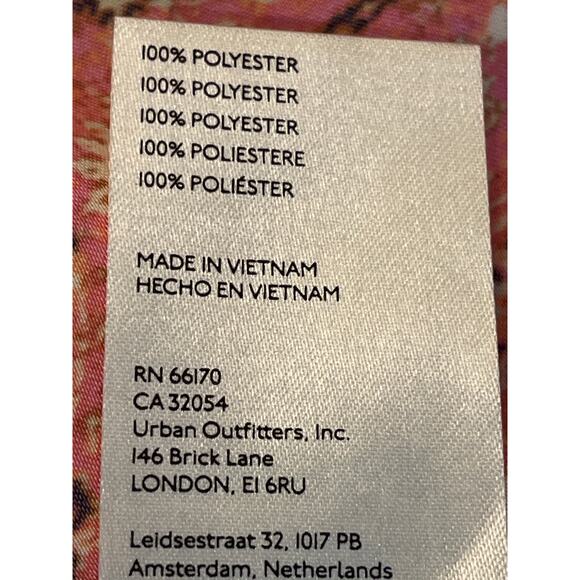 100% POLYESTER
100% POLYESTER
100% POLYESTER
100% POLIESTERE
100% POLIÉSTER
MADE IN VIETNAM
HECHO EN VIETNAM
RN 66170
CA 32054
Urban Outfitters, Inc.
146 Brick Lane
LONDON, E1 6RU
Leidsestraat 32, 1017 PB
Amsterdam, Netherlands